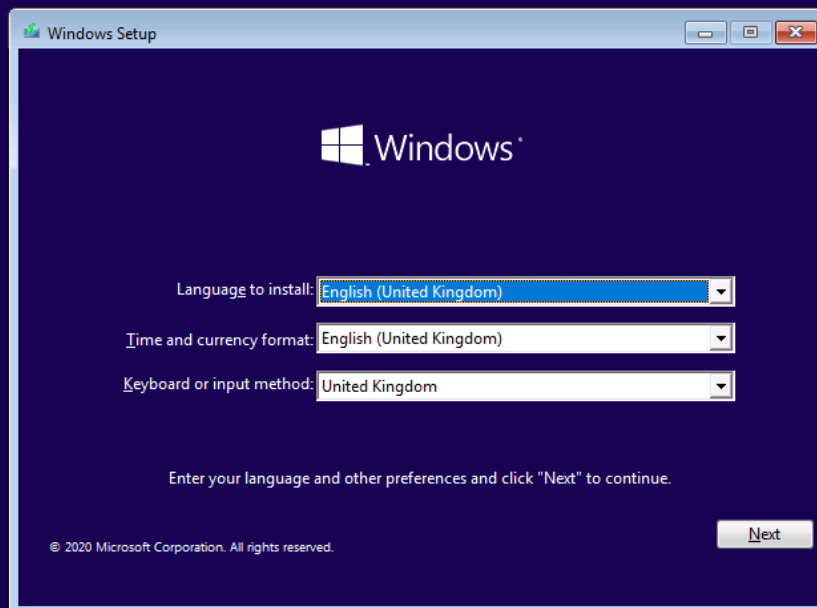 Windows Setup
Windows
Language to install: English (United Kingdom)
Time and currency format: English (United Kingdom)
Keyboard or input method: United Kingdom
Enter your language and other preferences and click "Next" to continue.
Next
© 2020 Microsoft Corporation. All rights reserved.